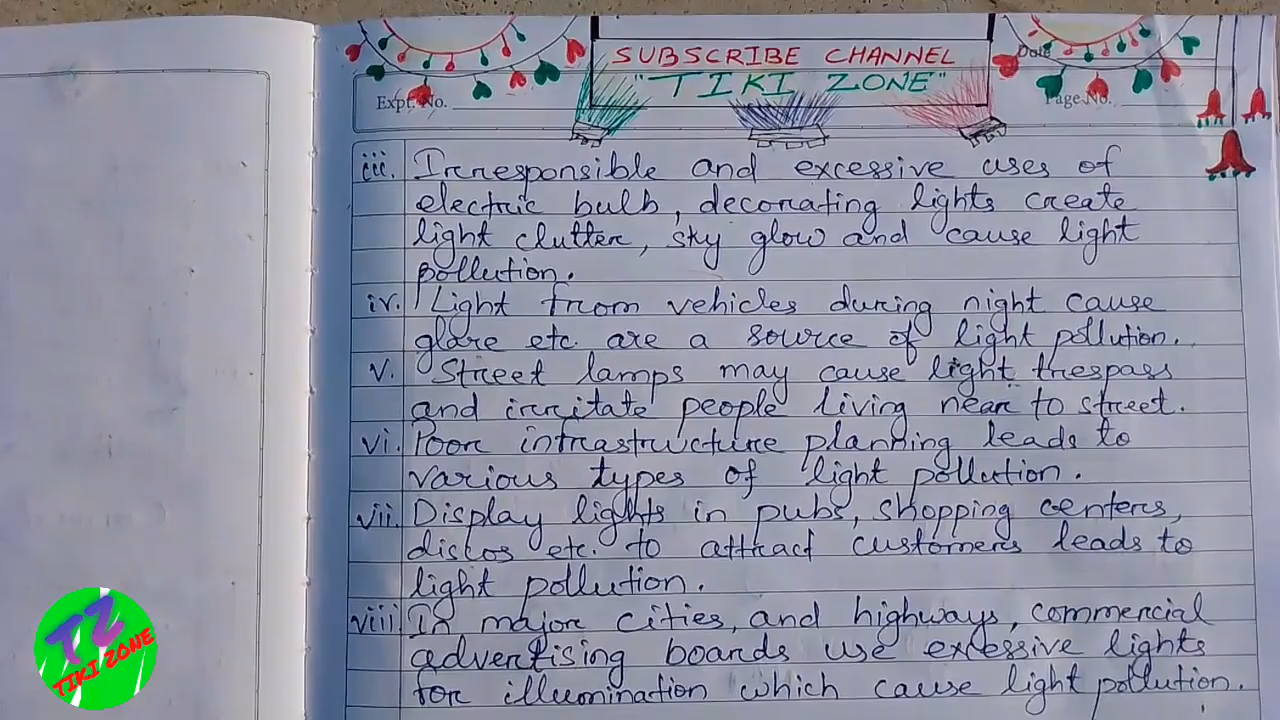 SUBSCRIBE CHANNEL
"TIKI ZONE"
Date
Expt. No.
Page No.
iii. Irresponsible and excessive uses of
electric bulb, decorating lights create
light clutter, sky glow and cause light
pollution.
iv. Light from vehicles during night cause
glare etc. are a source of light pollution.
v. Street lamps may cause light trespass
and irritate people living near to street.
vi. Poor infrastructure planning leads to
various types of light pollution.
vii. Display lights in pubs, shopping centers,
discos etc. to attract customers leads to
light pollution.
viii. In major cities, and highways, commercial
advertising boards use excessive lights
for illumination which cause light pollution.
TZ
TIKI ZONE